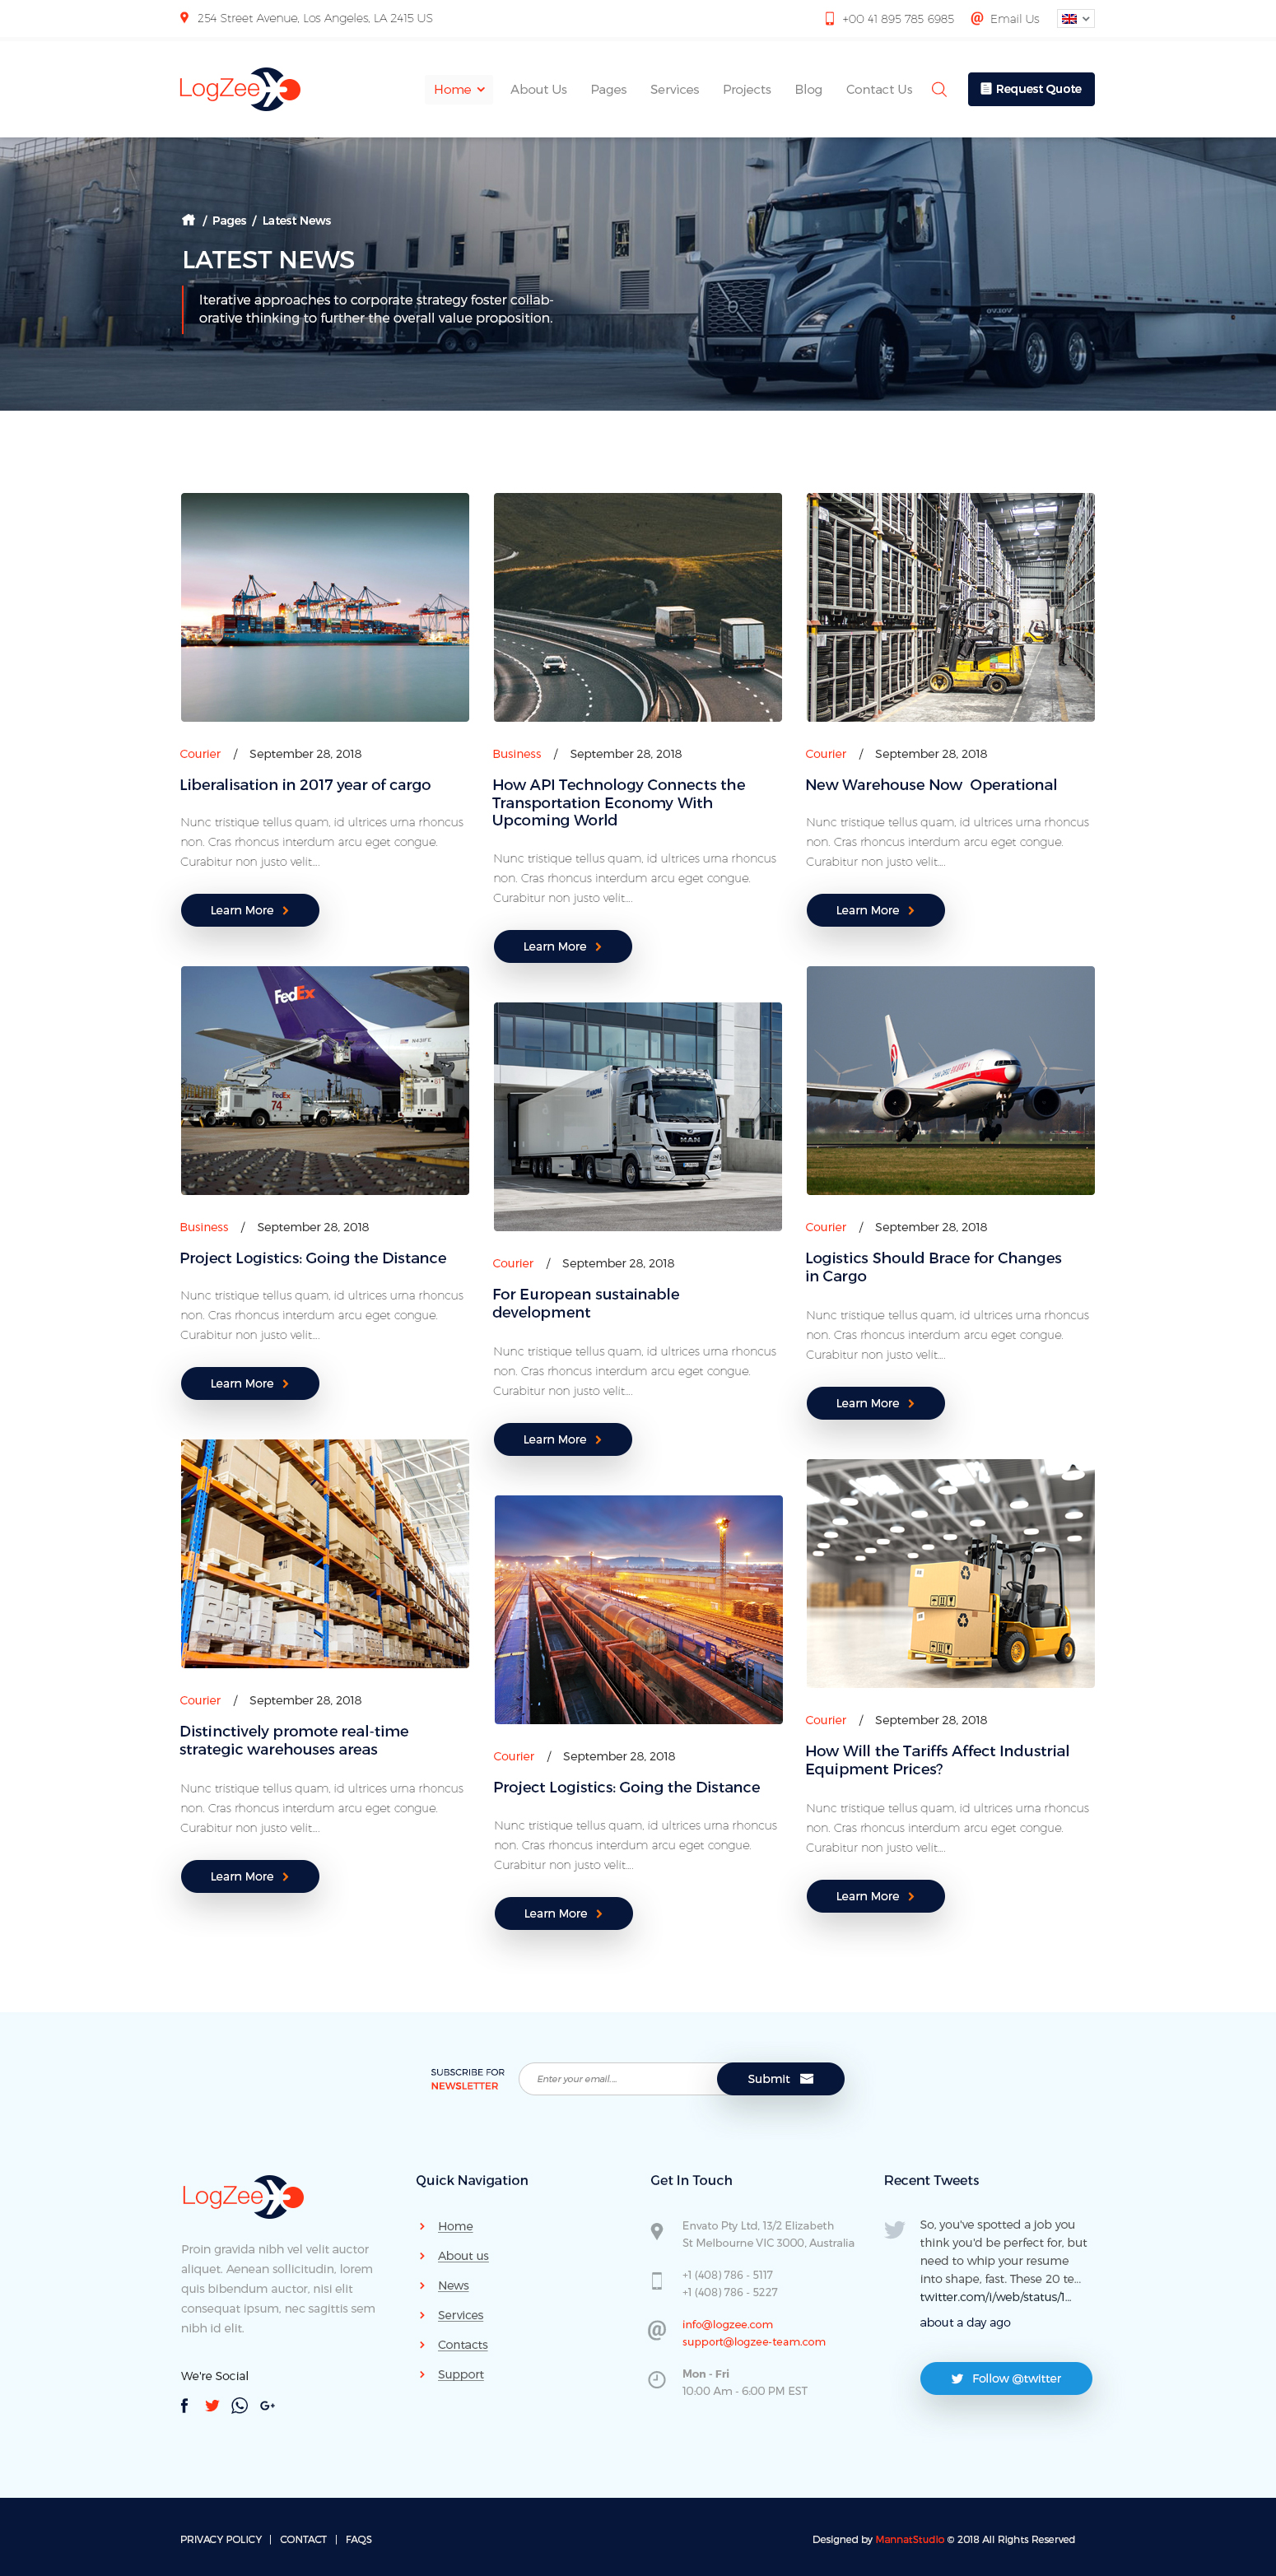 254 Street Avenue, Los Angeles, LA 2415 US
+00 41 895 785 6985
Email Us
LogZee
Home
About Us
Pages
Services
Projects
Blog
Contact Us
Request Quote
/ Pages / Latest News
LATEST NEWS
Iterative approaches to corporate strategy foster collab-
orative thinking to further the overall value proposition.
VOLVO
Courier / September 28, 2018
Liberalisation in 2017 year of cargo
Nunc tristique tellus quam, id ultrices urna rhoncus
non. Cras rhoncus interdum arcu eget congue.
Curabitur non justo velit....
Learn More
Business / September 28, 2018
How API Technology Connects the
Transportation Economy With
Upcoming World
Nunc tristique tellus quam, id ultrices urna rhoncus
non. Cras rhoncus interdum arcu eget congue.
Curabitur non justo velit....
Learn More
Courier / September 28, 2018
New Warehouse Now  Operational
Nunc tristique tellus quam, id ultrices urna rhoncus
non. Cras rhoncus interdum arcu eget congue.
Curabitur non justo velit....
Learn More
FedEx
FedEx
74
Business / September 28, 2018
Project Logistics: Going the Distance
Nunc tristique tellus quam, id ultrices urna rhoncus
non. Cras rhoncus interdum arcu eget congue.
Curabitur non justo velit....
Learn More
MAN
Courier / September 28, 2018
For European sustainable
development
Nunc tristique tellus quam, id ultrices urna rhoncus
non. Cras rhoncus interdum arcu eget congue.
Curabitur non justo velit....
Learn More
Courier / September 28, 2018
Logistics Should Brace for Changes
in Cargo
Nunc tristique tellus quam, id ultrices urna rhoncus
non. Cras rhoncus interdum arcu eget congue.
Curabitur non justo velit....
Learn More
Courier / September 28, 2018
Distinctively promote real-time
strategic warehouses areas
Nunc tristique tellus quam, id ultrices urna rhoncus
non. Cras rhoncus interdum arcu eget congue.
Curabitur non justo velit....
Learn More
Courier / September 28, 2018
Project Logistics: Going the Distance
Nunc tristique tellus quam, id ultrices urna rhoncus
non. Cras rhoncus interdum arcu eget congue.
Curabitur non justo velit....
Learn More
Courier / September 28, 2018
How Will the Tariffs Affect Industrial
Equipment Prices?
Nunc tristique tellus quam, id ultrices urna rhoncus
non. Cras rhoncus interdum arcu eget congue.
Curabitur non justo velit....
Learn More
SUBSCRIBE FOR
NEWSLETTER
Enter your email....
Submit
LogZee
Proin gravida nibh vel velit auctor
aliquet. Aenean sollicitudin, lorem
quis bibendum auctor, nisi elit
consequat ipsum, nec sagittis sem
nibh id elit.
We're Social
Quick Navigation
Home
About us
News
Services
Contacts
Support
Get In Touch
Envato Pty Ltd, 13/2 Elizabeth
St Melbourne VIC 3000, Australia
+1 (408) 786 - 5117
+1 (408) 786 - 5227
info@logzee.com
support@logzee-team.com
Mon - Fri
10:00 Am - 6:00 PM EST
Recent Tweets
So, you've spotted a job you
think you'd be perfect for, but
need to whip your resume
into shape, fast. These 20 te...
twitter.com/i/web/status/1...
about a day ago
Follow @twitter
PRIVACY POLICY | CONTACT | FAQS
Designed by MannatStudio © 2018 All Rights Reserved